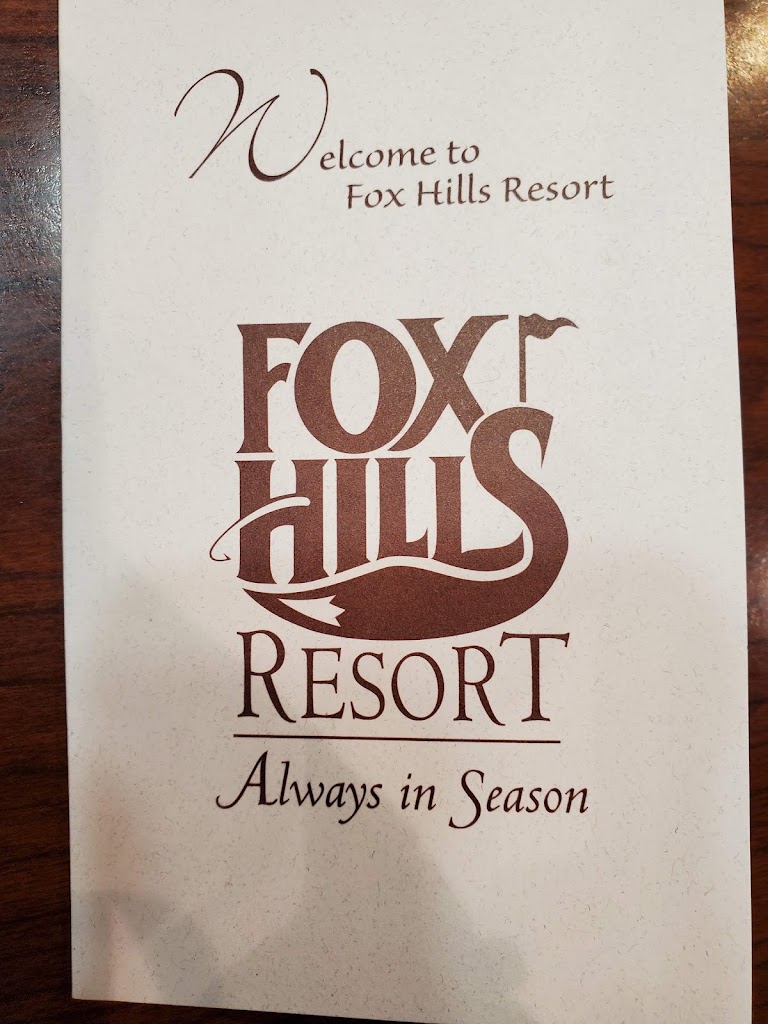 Welcome to
Fox Hills Resort
FOX
HILLS
RESORT
Always in Season